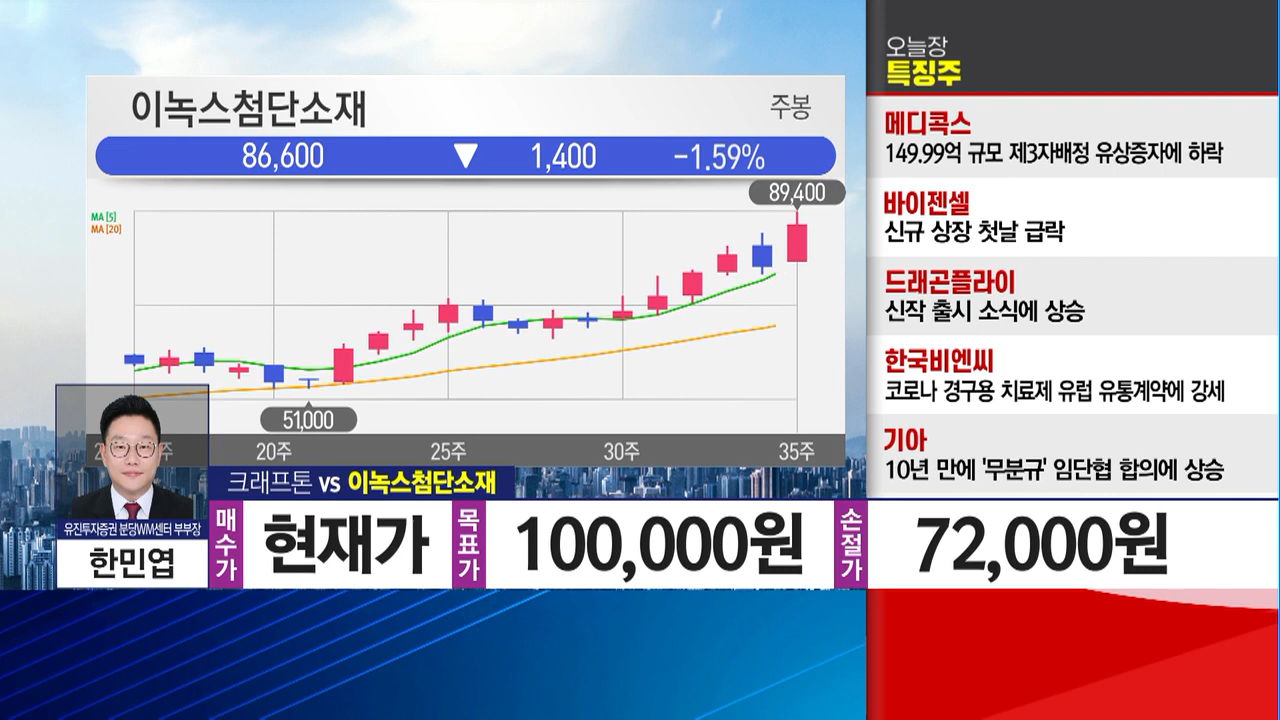 이녹스첨단소재
주봉
86,600 ▼ 1,400 -1.59%
89,400
MA [5]
MA [20]
51,000
20주 25주 30주 35주
크래프톤 vs 이녹스첨단소재
유진투자증권 분당WM센터 부부장
한민엽
매수가 현재가 목표가 100,000원 손절가 72,000원
오늘장
특징주
메디콕스
149.99억 규모 제3자배정 유상증자에 하락
바이젠셀
신규 상장 첫날 급락
드래곤플라이
신작 출시 소식에 상승
한국비엔씨
코로나 경구용 치료제 유럽 유통계약에 강세
기아
10년 만에 '무분규' 임단협 합의에 상승